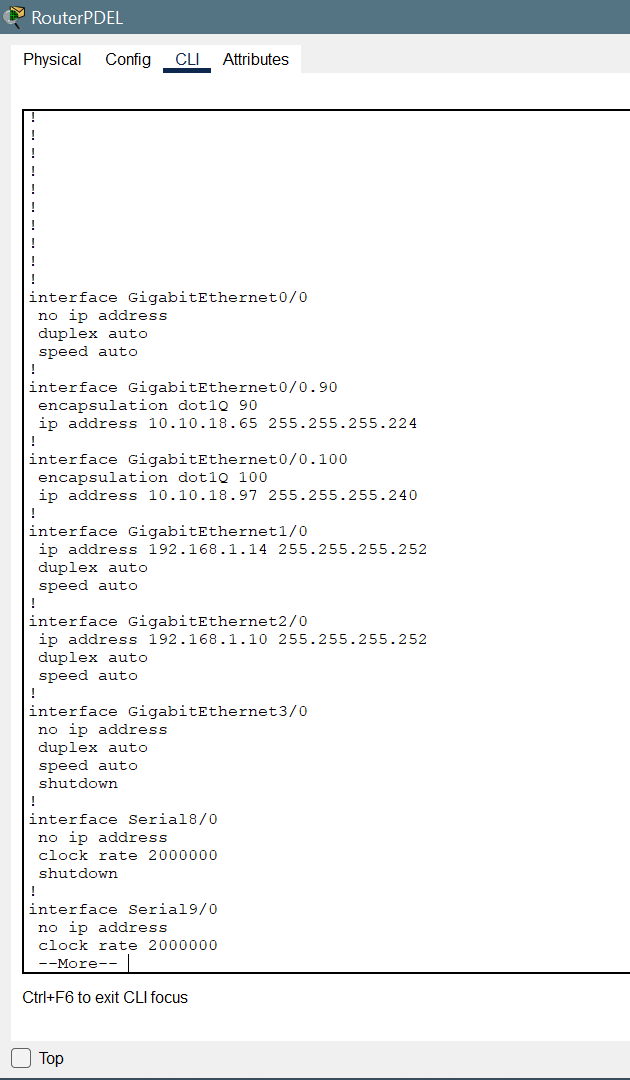 RouterPDEL
Physical Config CLI Attributes
!
!
!
!
!
!
!
!
!
!
interface GigabitEthernet0/0
 no ip address
 duplex auto
 speed auto
!
interface GigabitEthernet0/0.90
 encapsulation dot1Q 90
 ip address 10.10.18.65 255.255.255.224
!
interface GigabitEthernet0/0.100
 encapsulation dot1Q 100
 ip address 10.10.18.97 255.255.255.240
!
interface GigabitEthernet1/0
 ip address 192.168.1.14 255.255.255.252
 duplex auto
 speed auto
!
interface GigabitEthernet2/0
 ip address 192.168.1.10 255.255.255.252
 duplex auto
 speed auto
!
interface GigabitEthernet3/0
 no ip address
 duplex auto
 speed auto
 shutdown
!
interface Serial8/0
 no ip address
 clock rate 2000000
 shutdown
!
interface Serial9/0
 no ip address
 clock rate 2000000
 --More--
Ctrl+F6 to exit CLI focus
Top